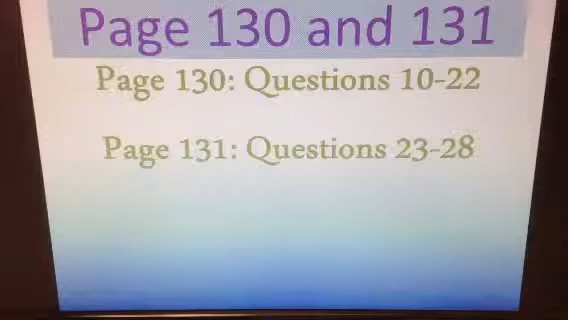 Page 130 and 131
Page 130: Questions 10-22
Page 131: Questions 23-28